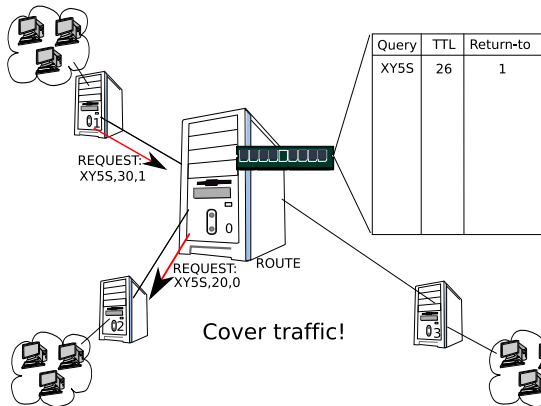 Query TTL Return-to
XY5S 26 1
1
REQUEST:
XY5S,30,1
0
REQUEST:
XY5S,20,0
ROUTE
2
3
Cover traffic!